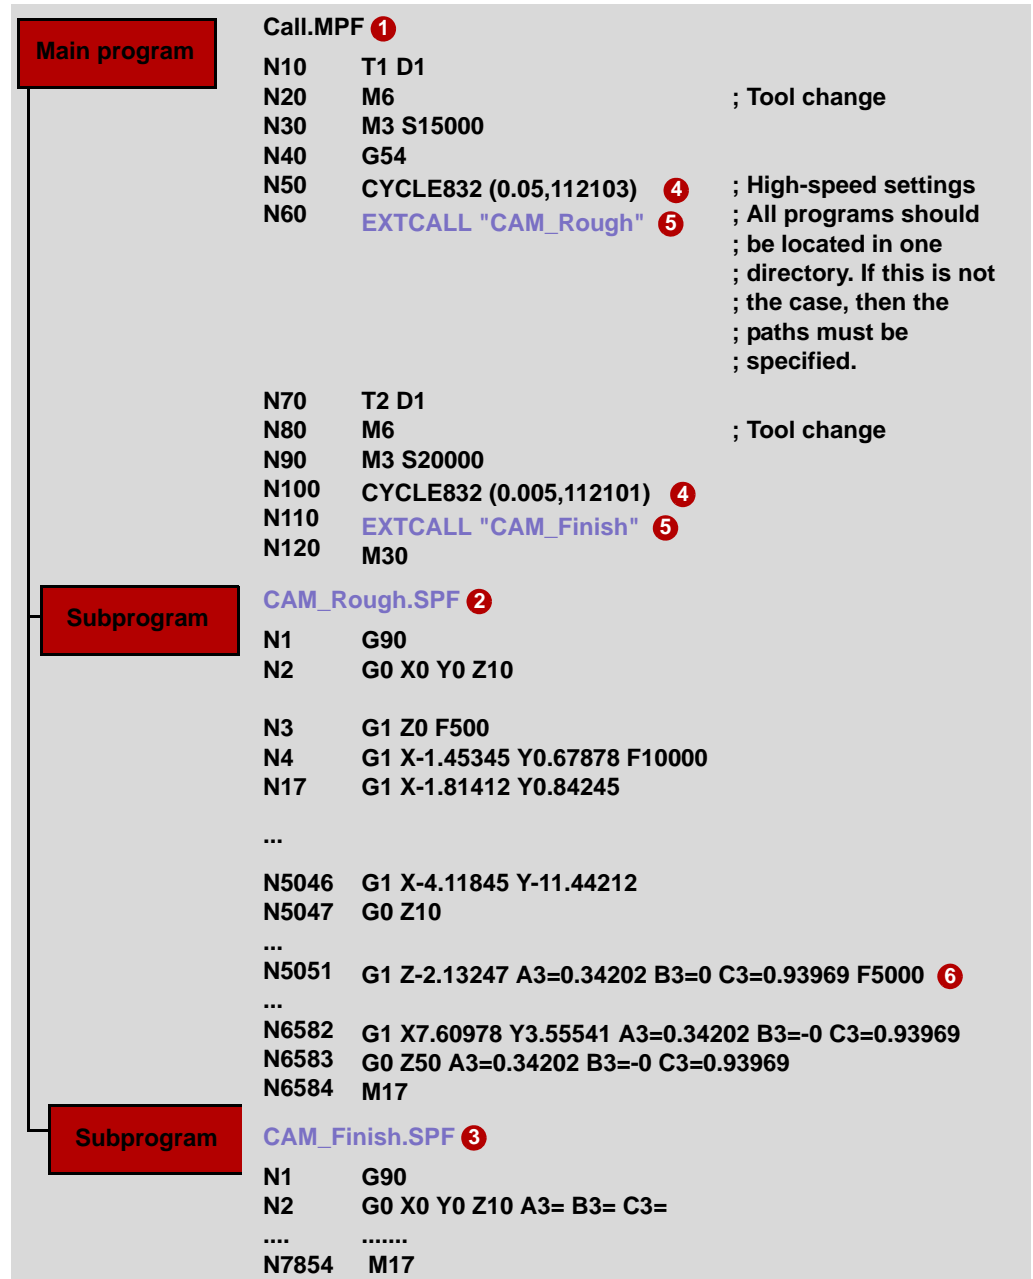 Main program
Call.MPF 1
N10 T1 D1
N20 M6 ; Tool change
N30 M3 S15000
N40 G54
N50 CYCLE832 (0.05,112103) 4 ; High-speed settings
N60 EXTCALL "CAM_Rough" 5 ; All programs should
; be located in one
; directory. If this is not
; the case, then the
; paths must be
; specified.
N70 T2 D1
N80 M6 ; Tool change
N90 M3 S20000
N100 CYCLE832 (0.005,112101) 4
N110 EXTCALL "CAM_Finish" 5
N120 M30
Subprogram
CAM_Rough.SPF 2
N1 G90
N2 G0 X0 Y0 Z10
N3 G1 Z0 F500
N4 G1 X-1.45345 Y0.67878 F10000
N17 G1 X-1.81412 Y0.84245
...
N5046 G1 X-4.11845 Y-11.44212
N5047 G0 Z10
...
N5051 G1 Z-2.13247 A3=0.34202 B3=0 C3=0.93969 F5000 6
...
N6582 G1 X7.60978 Y3.55541 A3=0.34202 B3=-0 C3=0.93969
N6583 G0 Z50 A3=0.34202 B3=-0 C3=0.93969
N6584 M17
Subprogram
CAM_Finish.SPF 3
N1 G90
N2 G0 X0 Y0 Z10 A3= B3= C3=
.... .......
N7854 M17